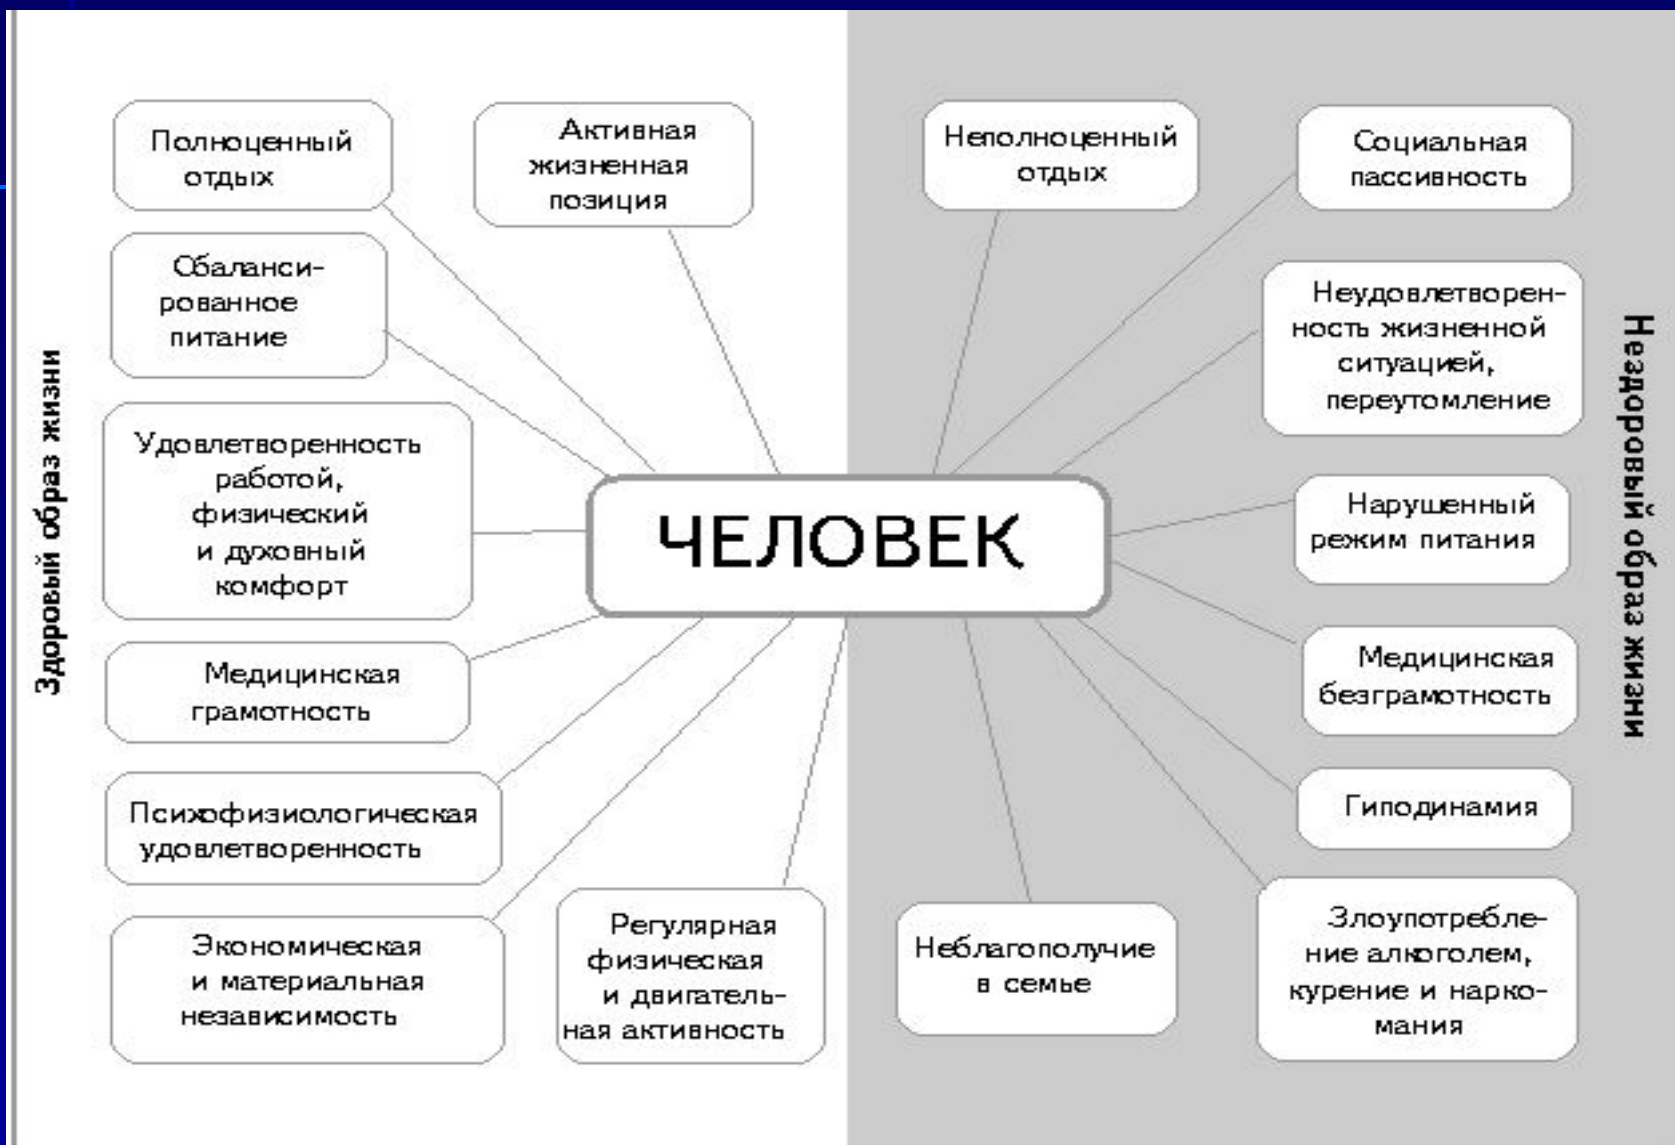 Здоровый образ жизни
Полноценный
отдых
Активная
жизненная
позиция
Сбаланси-
рованное
питание
Удовлетворенность
работой,
физический
и духовный
комфорт
Медицинская
грамотность
Психофизиологическая
удовлетворенность
Экономическая
и материальная
независимость
Регулярная
физическая
и двигатель-
ная активность
ЧЕЛОВЕК
Неполноценный
отдых
Социальная
пассивность
Неудовлетворен-
ность жизненной
ситуацией,
переутомление
Нарушенный
режим питания
Медицинская
безграмотность
Гиподинамия
Злоупотребле-
ние алкоголем,
курение и нарко-
мания
Неблагополучие
в семье
Нездоровый образ жизни